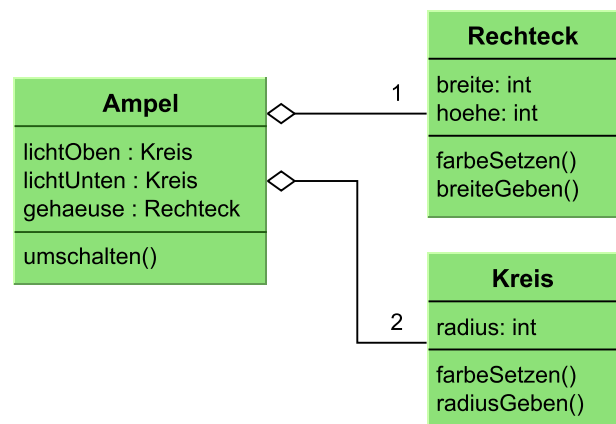 Ampel
lichtOben : Kreis
lichtUnten : Kreis
gehaeuse : Rechteck
umschalten()
1
Rechteck
breite: int
hoehe: int
farbeSetzen()
breiteGeben()
2
Kreis
radius: int
farbeSetzen()
radiusGeben()